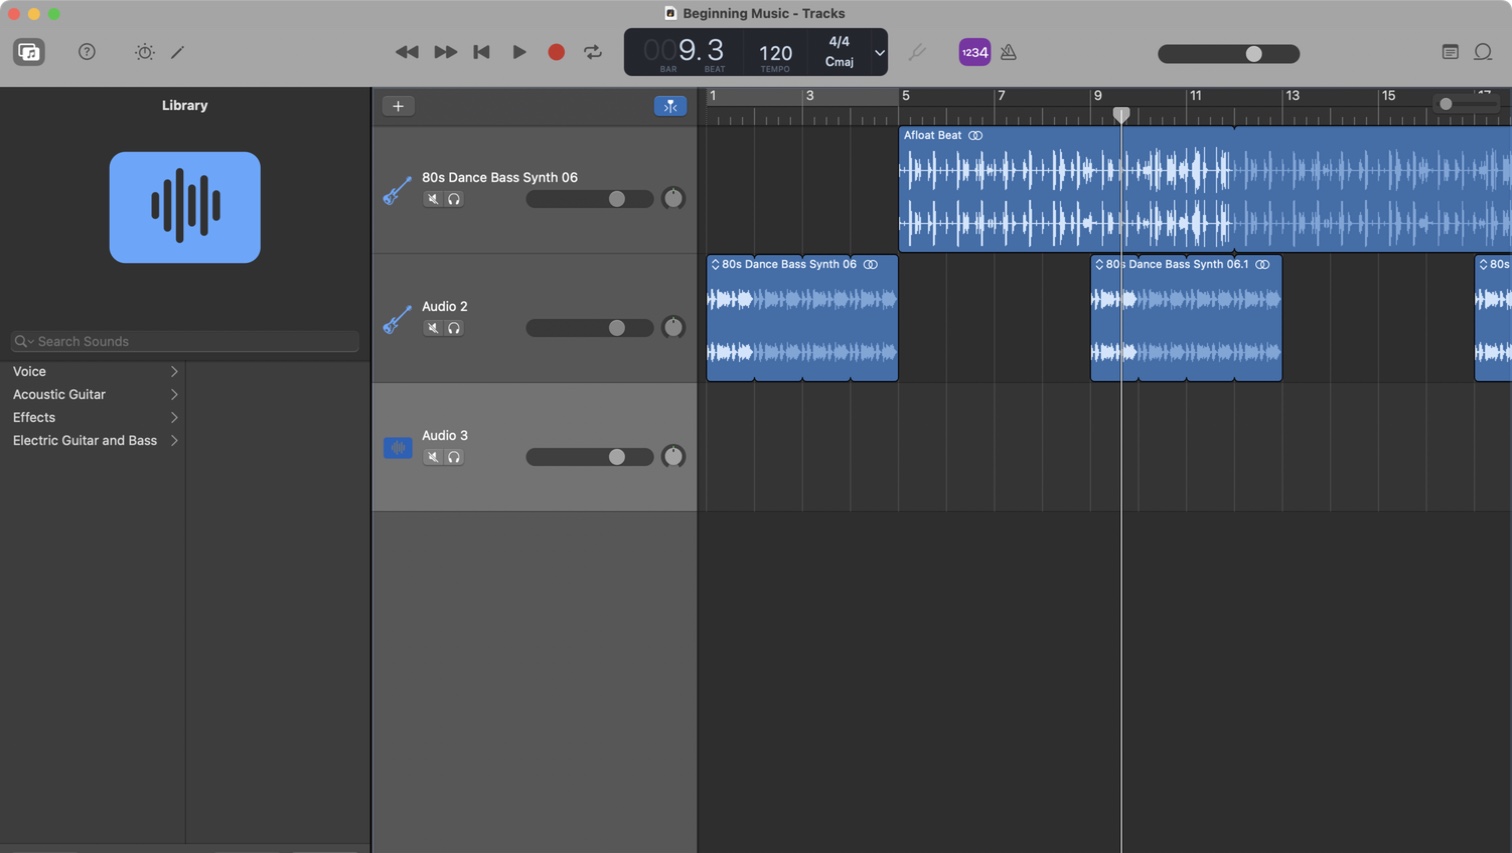 Beginning Music - Tracks
009.3
BAR
BEAT
120
TEMPO
4/4
Cmaj
1234
Library
Search Sounds
Voice
Acoustic Guitar
Effects
Electric Guitar and Bass
80s Dance Bass Synth 06
Audio 2
Audio 3
1 3 5 7 9 11 13 15 17
Afloat Beat
80s Dance Bass Synth 06
80s Dance Bass Synth 06.1
80s